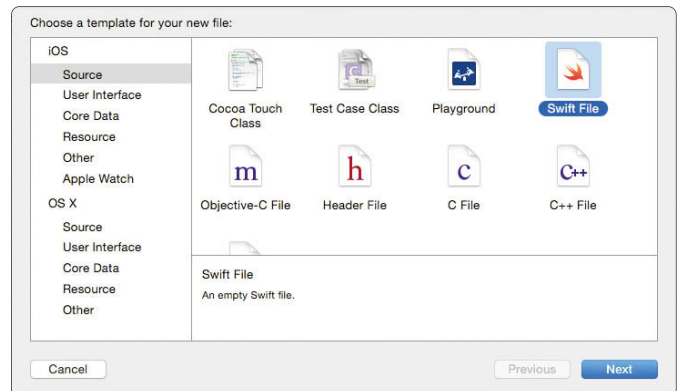 Choose a template for your new file:
iOS
Source
User Interface
Core Data
Resource
Other
Apple Watch
OS X
Source
User Interface
Core Data
Resource
Other
Test
Cocoa Touch
Class
Test Case Class
Playground
Swift File
m
h
c
C++
Objective-C File
Header File
C File
C++ File
Swift File
An empty Swift file.
Cancel
Previous
Next